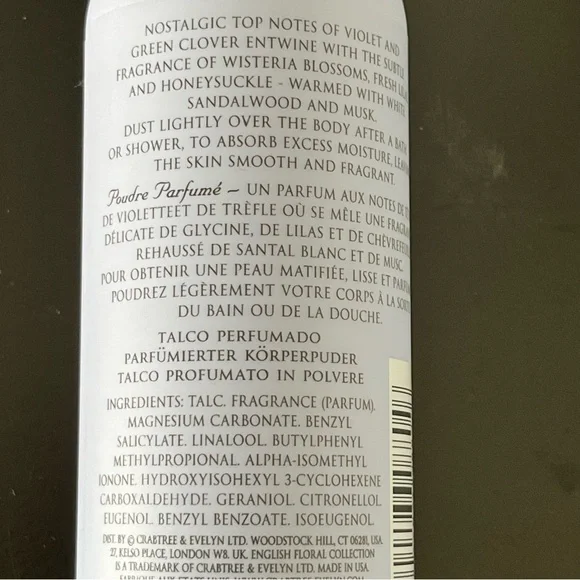 NOSTALGIC TOP NOTES OF VIOLET AND
GREEN CLOVER ENTWINE WITH THE SUBTLE
FRAGRANCE OF WISTERIA BLOSSOMS, FRESH
AND HONEYSUCKLE - WARMED WITH WHITE
SANDALWOOD AND MUSK.
DUST LIGHTLY OVER THE BODY AFTER A BATH
OR SHOWER, TO ABSORB EXCESS MOISTURE,
THE SKIN SMOOTH AND FRAGRANT.
Poudre Parfumé – UN PARFUM AUX NOTES DE
DE VIOLETTEET DE TRÈFLE OÙ SE MÊLE UNE
DÉLICATE DE GLYCINE, DE LILAS ET DE
REHAUSSÉ DE SANTAL BLANC ET DE MUSC.
POUR OBTENIR UNE PEAU MATIFIÉE, LISSE ET
POUDREZ LÉGÈREMENT VOTRE CORPS À LA
DU BAIN OU DE LA DOUCHE.
TALCO PERFUMADO
PARFÜMIERTER KÖRPERPUDER
TALCO PROFUMATO IN POLVERE
INGREDIENTS: TALC. FRAGRANCE (PARFUM).
MAGNESIUM CARBONATE. BENZYL
SALICYLATE. LINALOOL. BUTYLPHENYL
METHYLPROPIONAL. ALPHA-ISOMETHYL
IONONE. HYDROXYISOHEXYL 3-CYCLOHEXENE
CARBOXALDEHYDE. GERANIOL. CITRONELLOL.
EUGENOL. BENZYL BENZOATE. ISOEUGENOL.
DIST. BY © CRABTREE & EVELYN LTD. WOODSTOCK HILL, CT 06281, USA.
27, KELSO PLACE, LONDON W8. UK. ENGLISH FLORAL COLLECTION
IS A TRADEMARK OF CRABTREE & EVELYN LTD. MADE IN U.S.A.